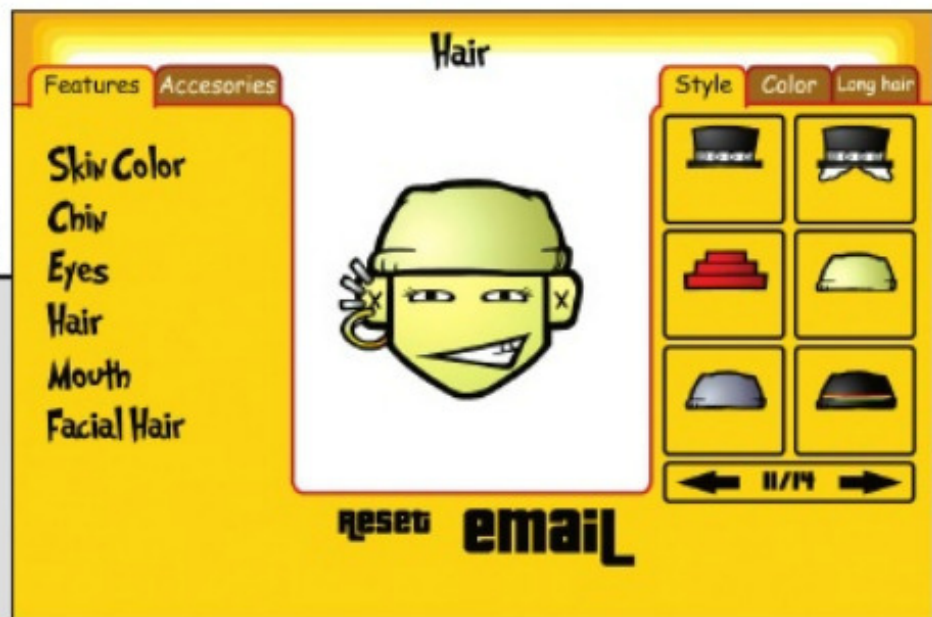 Hair
Features Accesories
Style Color Long hair
Skin Color
Chin
Eyes
Hair
Mouth
Facial Hair
11/14
Reset email